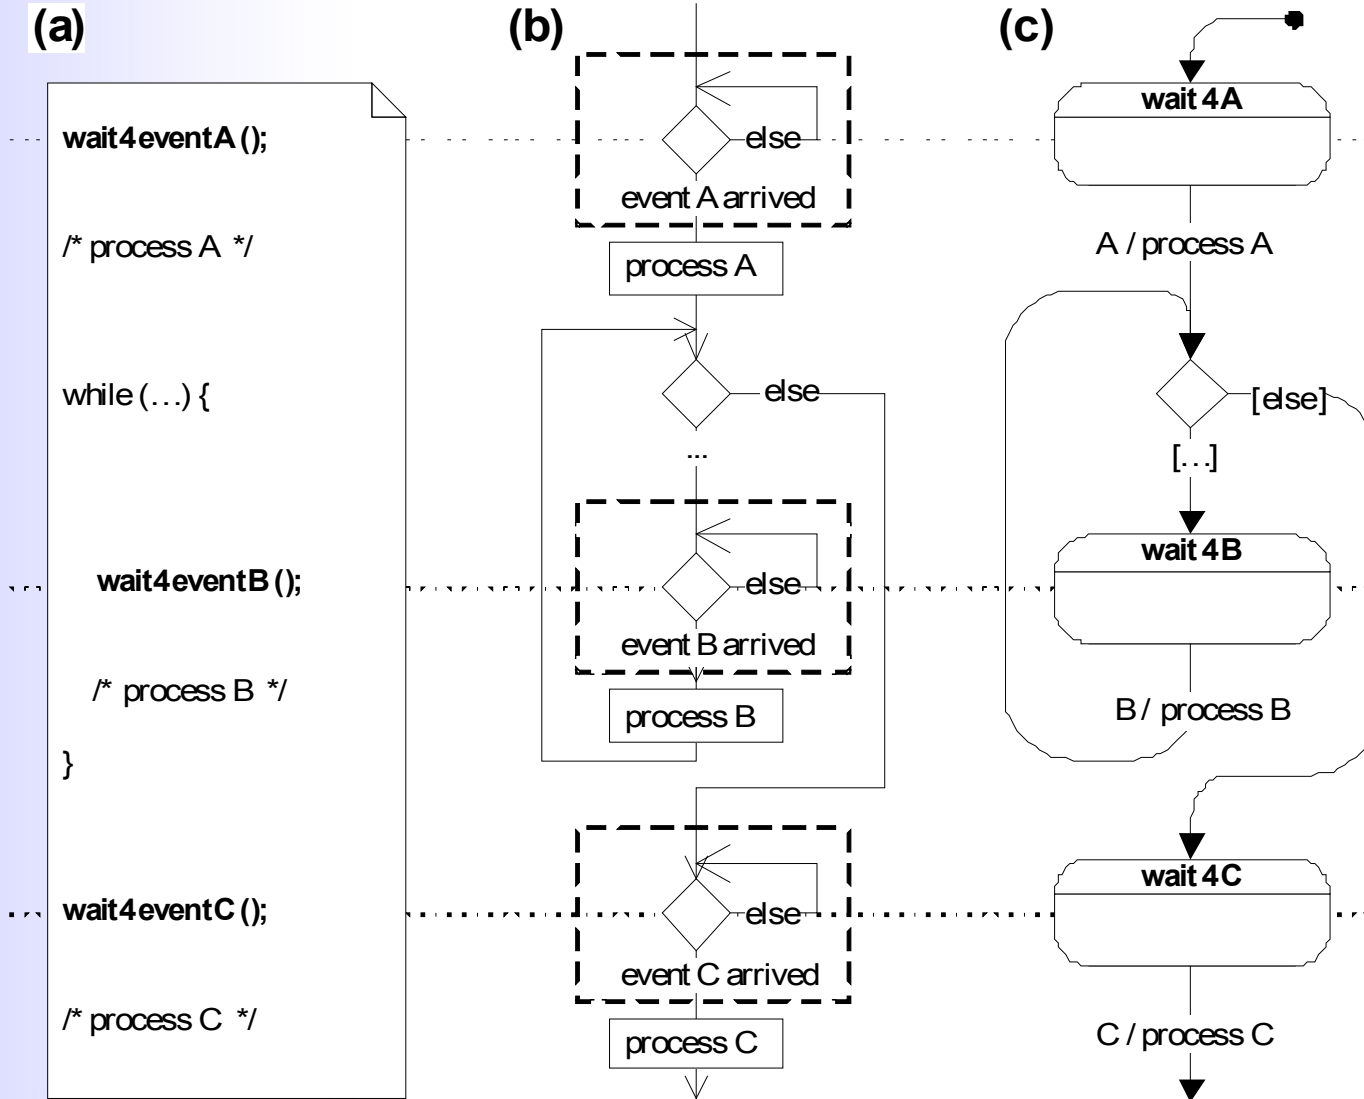 (a)
wait4eventA();
/* process A */
while (…) {
wait4eventB();
/* process B */
}
wait4eventC();
/* process C */
(b)
else
event A arrived
process A
else
...
else
event B arrived
process B
else
event C arrived
process C
(c)
wait4A
A / process A
[else]
[…]
wait4B
B / process B
wait4C
C / process C